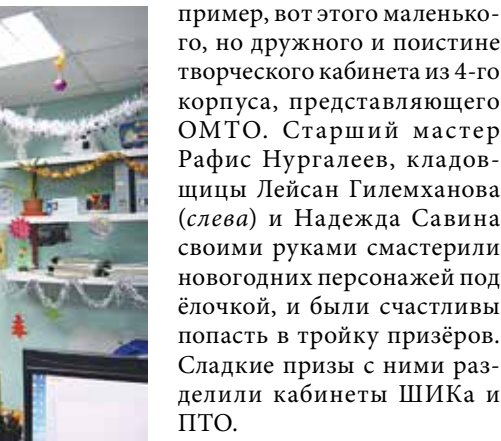 пример, вот этого маленько-
го, но дружного и поистине
творческого кабинета из 4-го
корпуса, представляющего
ОМТО. Старший мастер
Рафис Нургалеев, кладов-
щицы Лейсан Гилемханова
(слева) и Надежда Савина
своими руками смастерили
новогодних персонажей под
ёлочкой, и были счастливы
попасть в тройку призёров.
Сладкие призы с ними раз-
делили кабинеты ШИКа и
ПТО.